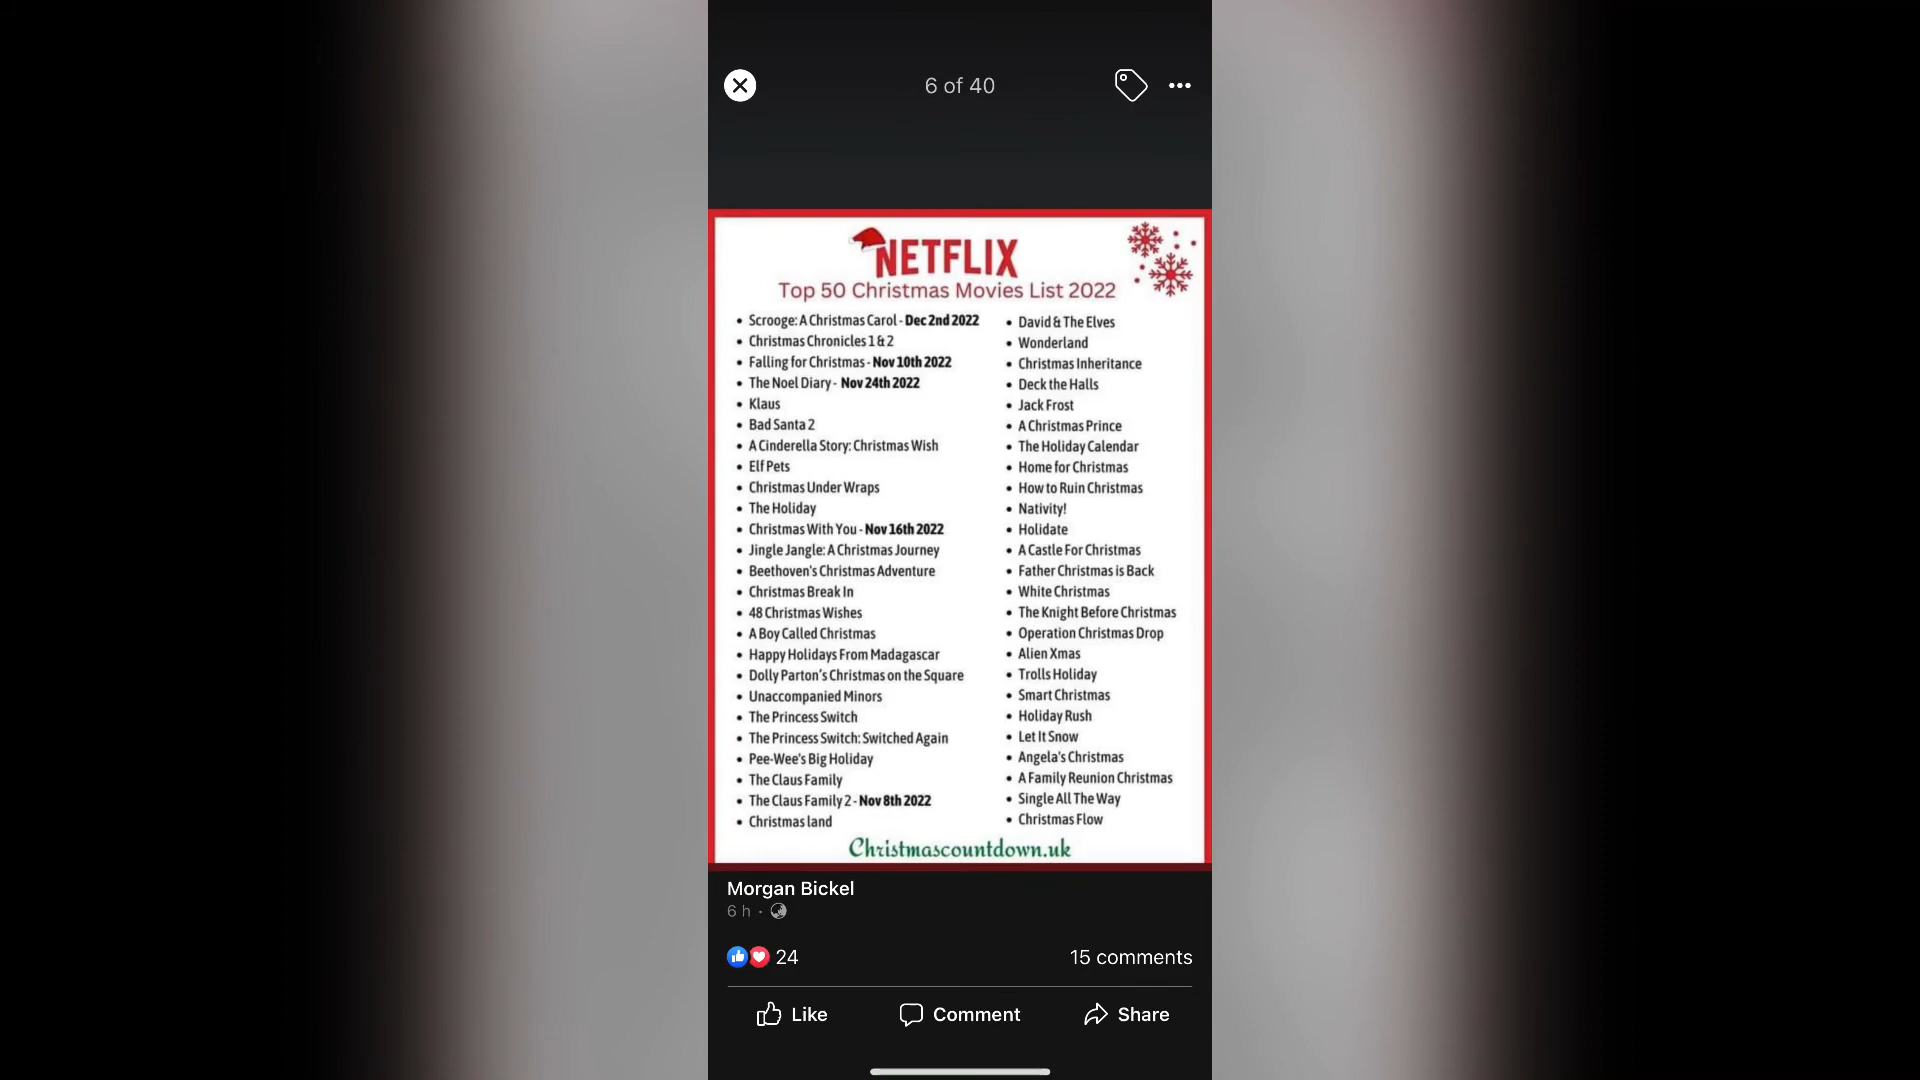 6 of 40
NETFLIX
Top 50 Christmas Movies List 2022
• Scrooge: A Christmas Carol - Dec 2nd 2022
• Christmas Chronicles 1 & 2
• Falling for Christmas - Nov 10th 2022
• The Noel Diary - Nov 24th 2022
• Klaus
• Bad Santa 2
• A Cinderella Story: Christmas Wish
• Elf Pets
• Christmas Under Wraps
• The Holiday
• Christmas With You - Nov 16th 2022
• Jingle Jangle: A Christmas Journey
• Beethoven's Christmas Adventure
• Christmas Break In
• 48 Christmas Wishes
• A Boy Called Christmas
• Happy Holidays From Madagascar
• Dolly Parton's Christmas on the Square
• Unaccompanied Minors
• The Princess Switch
• The Princess Switch: Switched Again
• Pee-Wee's Big Holiday
• The Claus Family
• The Claus Family 2 - Nov 8th 2022
• Christmas land
• David & The Elves
• Wonderland
• Christmas Inheritance
• Deck the Halls
• Jack Frost
• A Christmas Prince
• The Holiday Calendar
• Home for Christmas
• How to Ruin Christmas
• Nativity!
• Holidate
• A Castle For Christmas
• Father Christmas is Back
• White Christmas
• The Knight Before Christmas
• Operation Christmas Drop
• Alien Xmas
• Trolls Holiday
• Smart Christmas
• Holiday Rush
• Let It Snow
• Angela's Christmas
• A Family Reunion Christmas
• Single All The Way
• Christmas Flow
Christmascountdown.uk
Morgan Bickel
6 h ·
24
15 comments
Like
Comment
Share